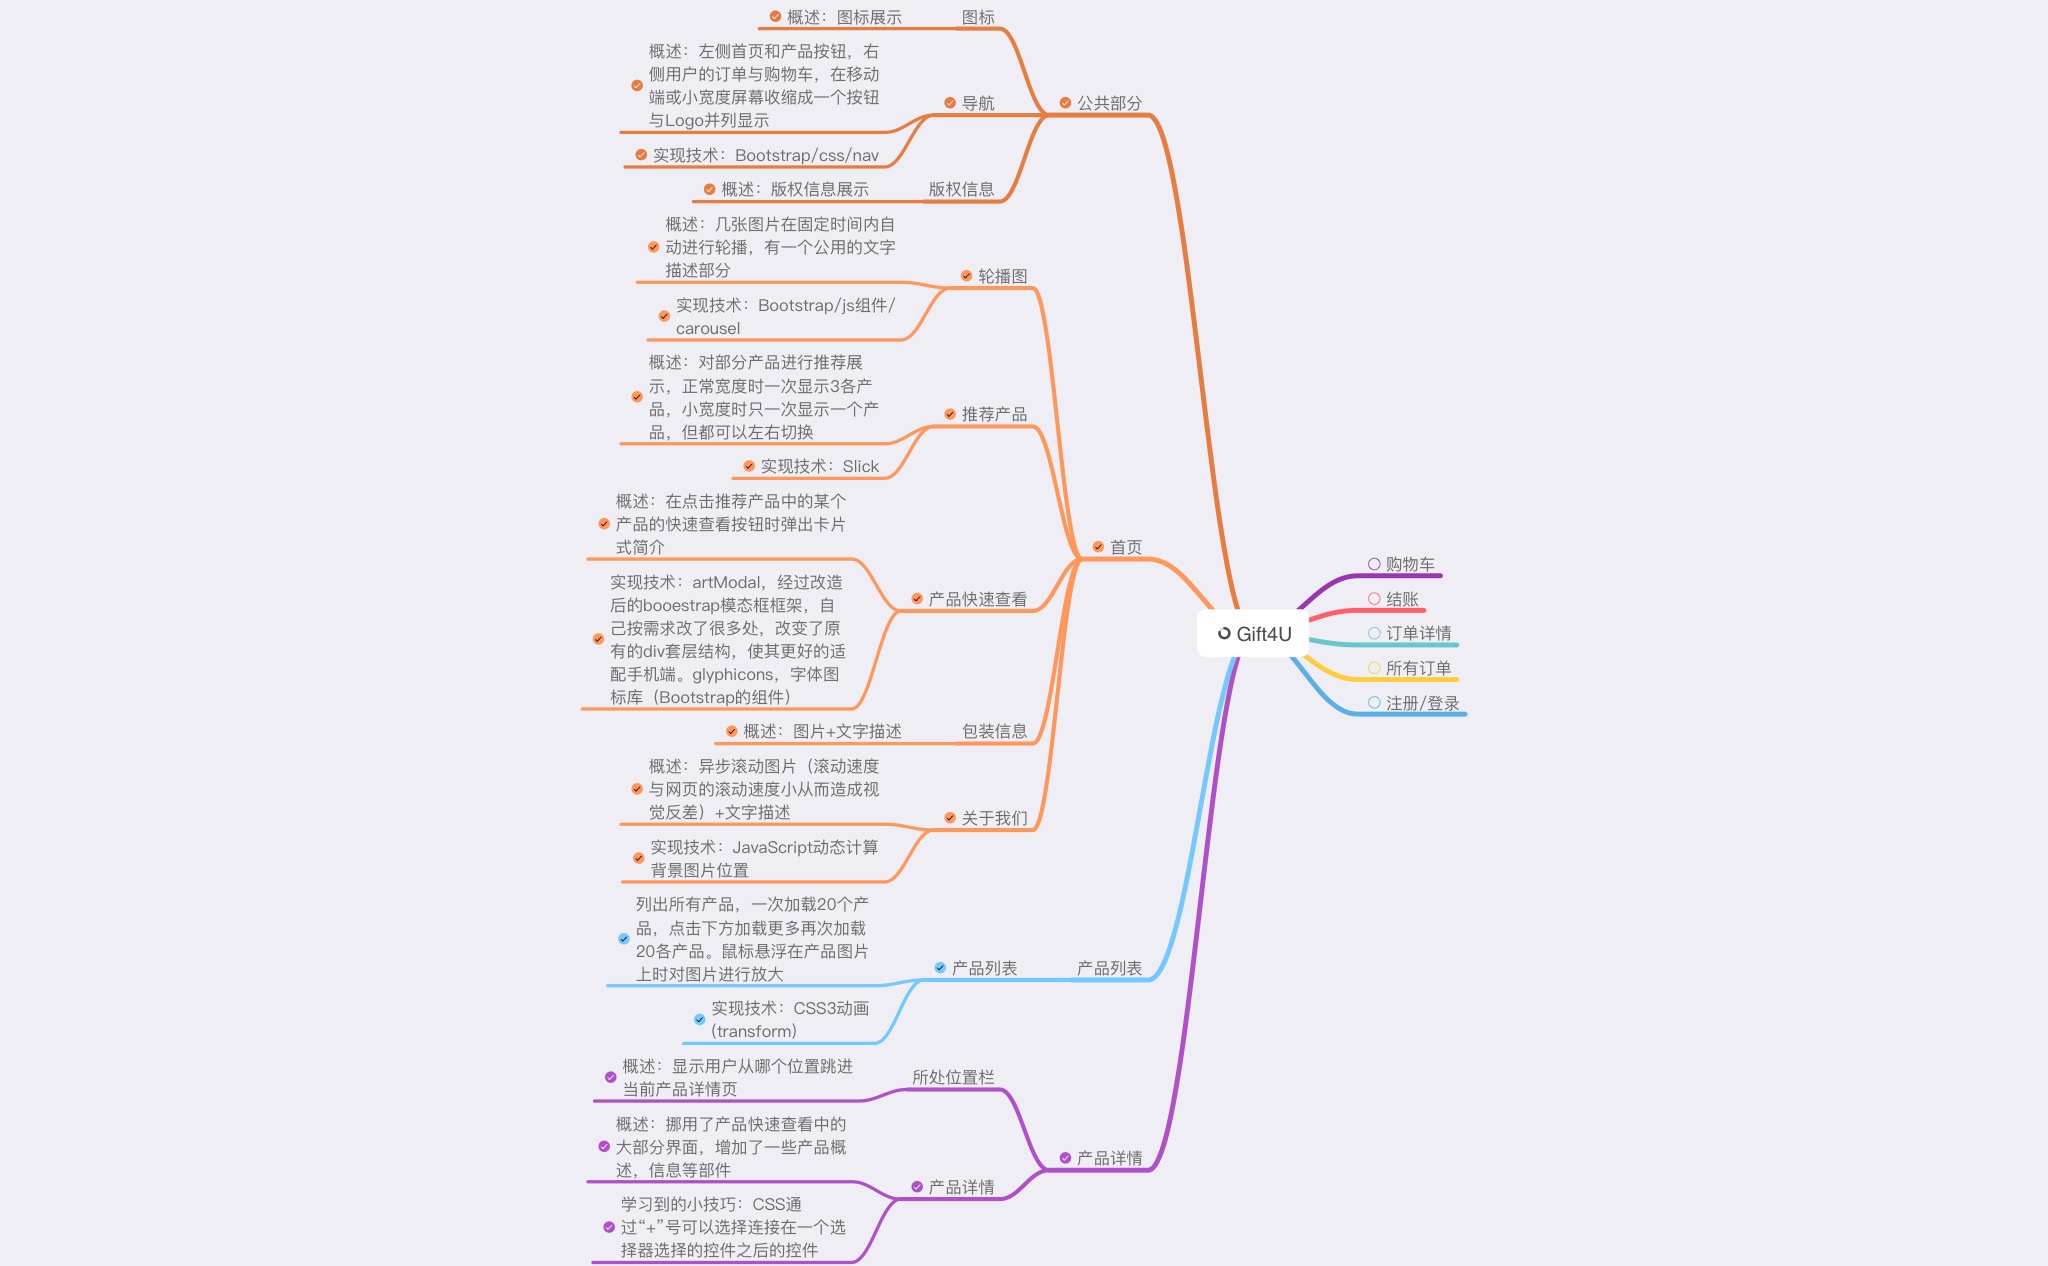 概述：图标展示
图标
概述：左侧首页和产品按钮，右
侧用户的订单与购物车，在移动
端或小宽度屏幕收缩成一个按钮
与Logo并列显示
导航
公共部分
实现技术：Bootstrap/css/nav
概述：版权信息展示
版权信息
概述：几张图片在固定时间内自
动进行轮播，有一个公用的文字
描述部分
轮播图
实现技术：Bootstrap/js组件/
carousel
概述：对部分产品进行推荐展
示，正常宽度时一次显示3各产
品，小宽度时只一次显示一个产
品，但都可以左右切换
推荐产品
实现技术：Slick
概述：在点击推荐产品中的某个
产品的快速查看按钮时弹出卡片
式简介
首页
实现技术：artModal，经过改造
后的booestrap模态框框架，自
己按需求改了很多处，改变了原
有的div套层结构，使其更好的适
配手机端。glyphicons，字体图
标库（Bootstrap的组件）
产品快速查看
概述：图片+文字描述
包装信息
概述：异步滚动图片（滚动速度
与网页的滚动速度小从而造成视
觉反差）+文字描述
关于我们
实现技术：JavaScript动态计算
背景图片位置
列出所有产品，一次加载20个产
品，点击下方加载更多再次加载
20各产品。鼠标悬浮在产品图片
上时对图片进行放大
产品列表
产品列表
实现技术：CSS3动画
(transform)
概述：显示用户从哪个位置跳进
当前产品详情页
所处位置栏
概述：挪用了产品快速查看中的
大部分界面，增加了一些产品概
述，信息等部件
产品详情
产品详情
学习到的小技巧：CSS通
过“+”号可以选择连接在一个选
择器选择的控件之后的控件
Gift4U
购物车
结账
订单详情
所有订单
注册/登录